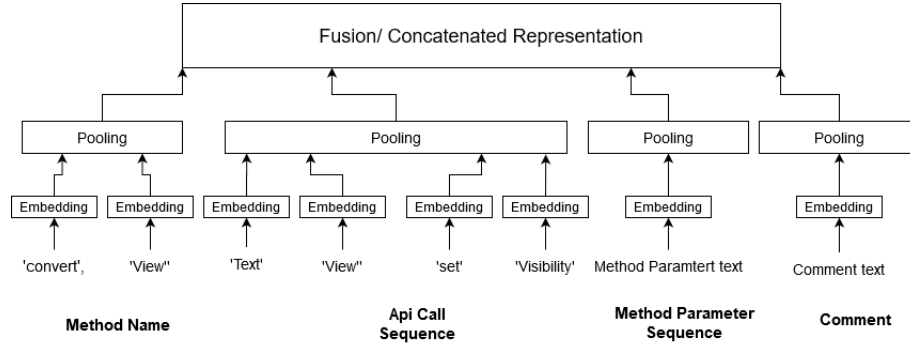 Fusion/ Concatenated Representation
Pooling Pooling Pooling Pooling
Embedding Embedding Embedding Embedding Embedding Embedding Embedding Embedding
'convert', 'View" 'Text' 'View" 'set' 'Visibility' Method Paramtert text Comment text
Method Name
Api Call
Sequence
Method Parameter
Sequence
Comment